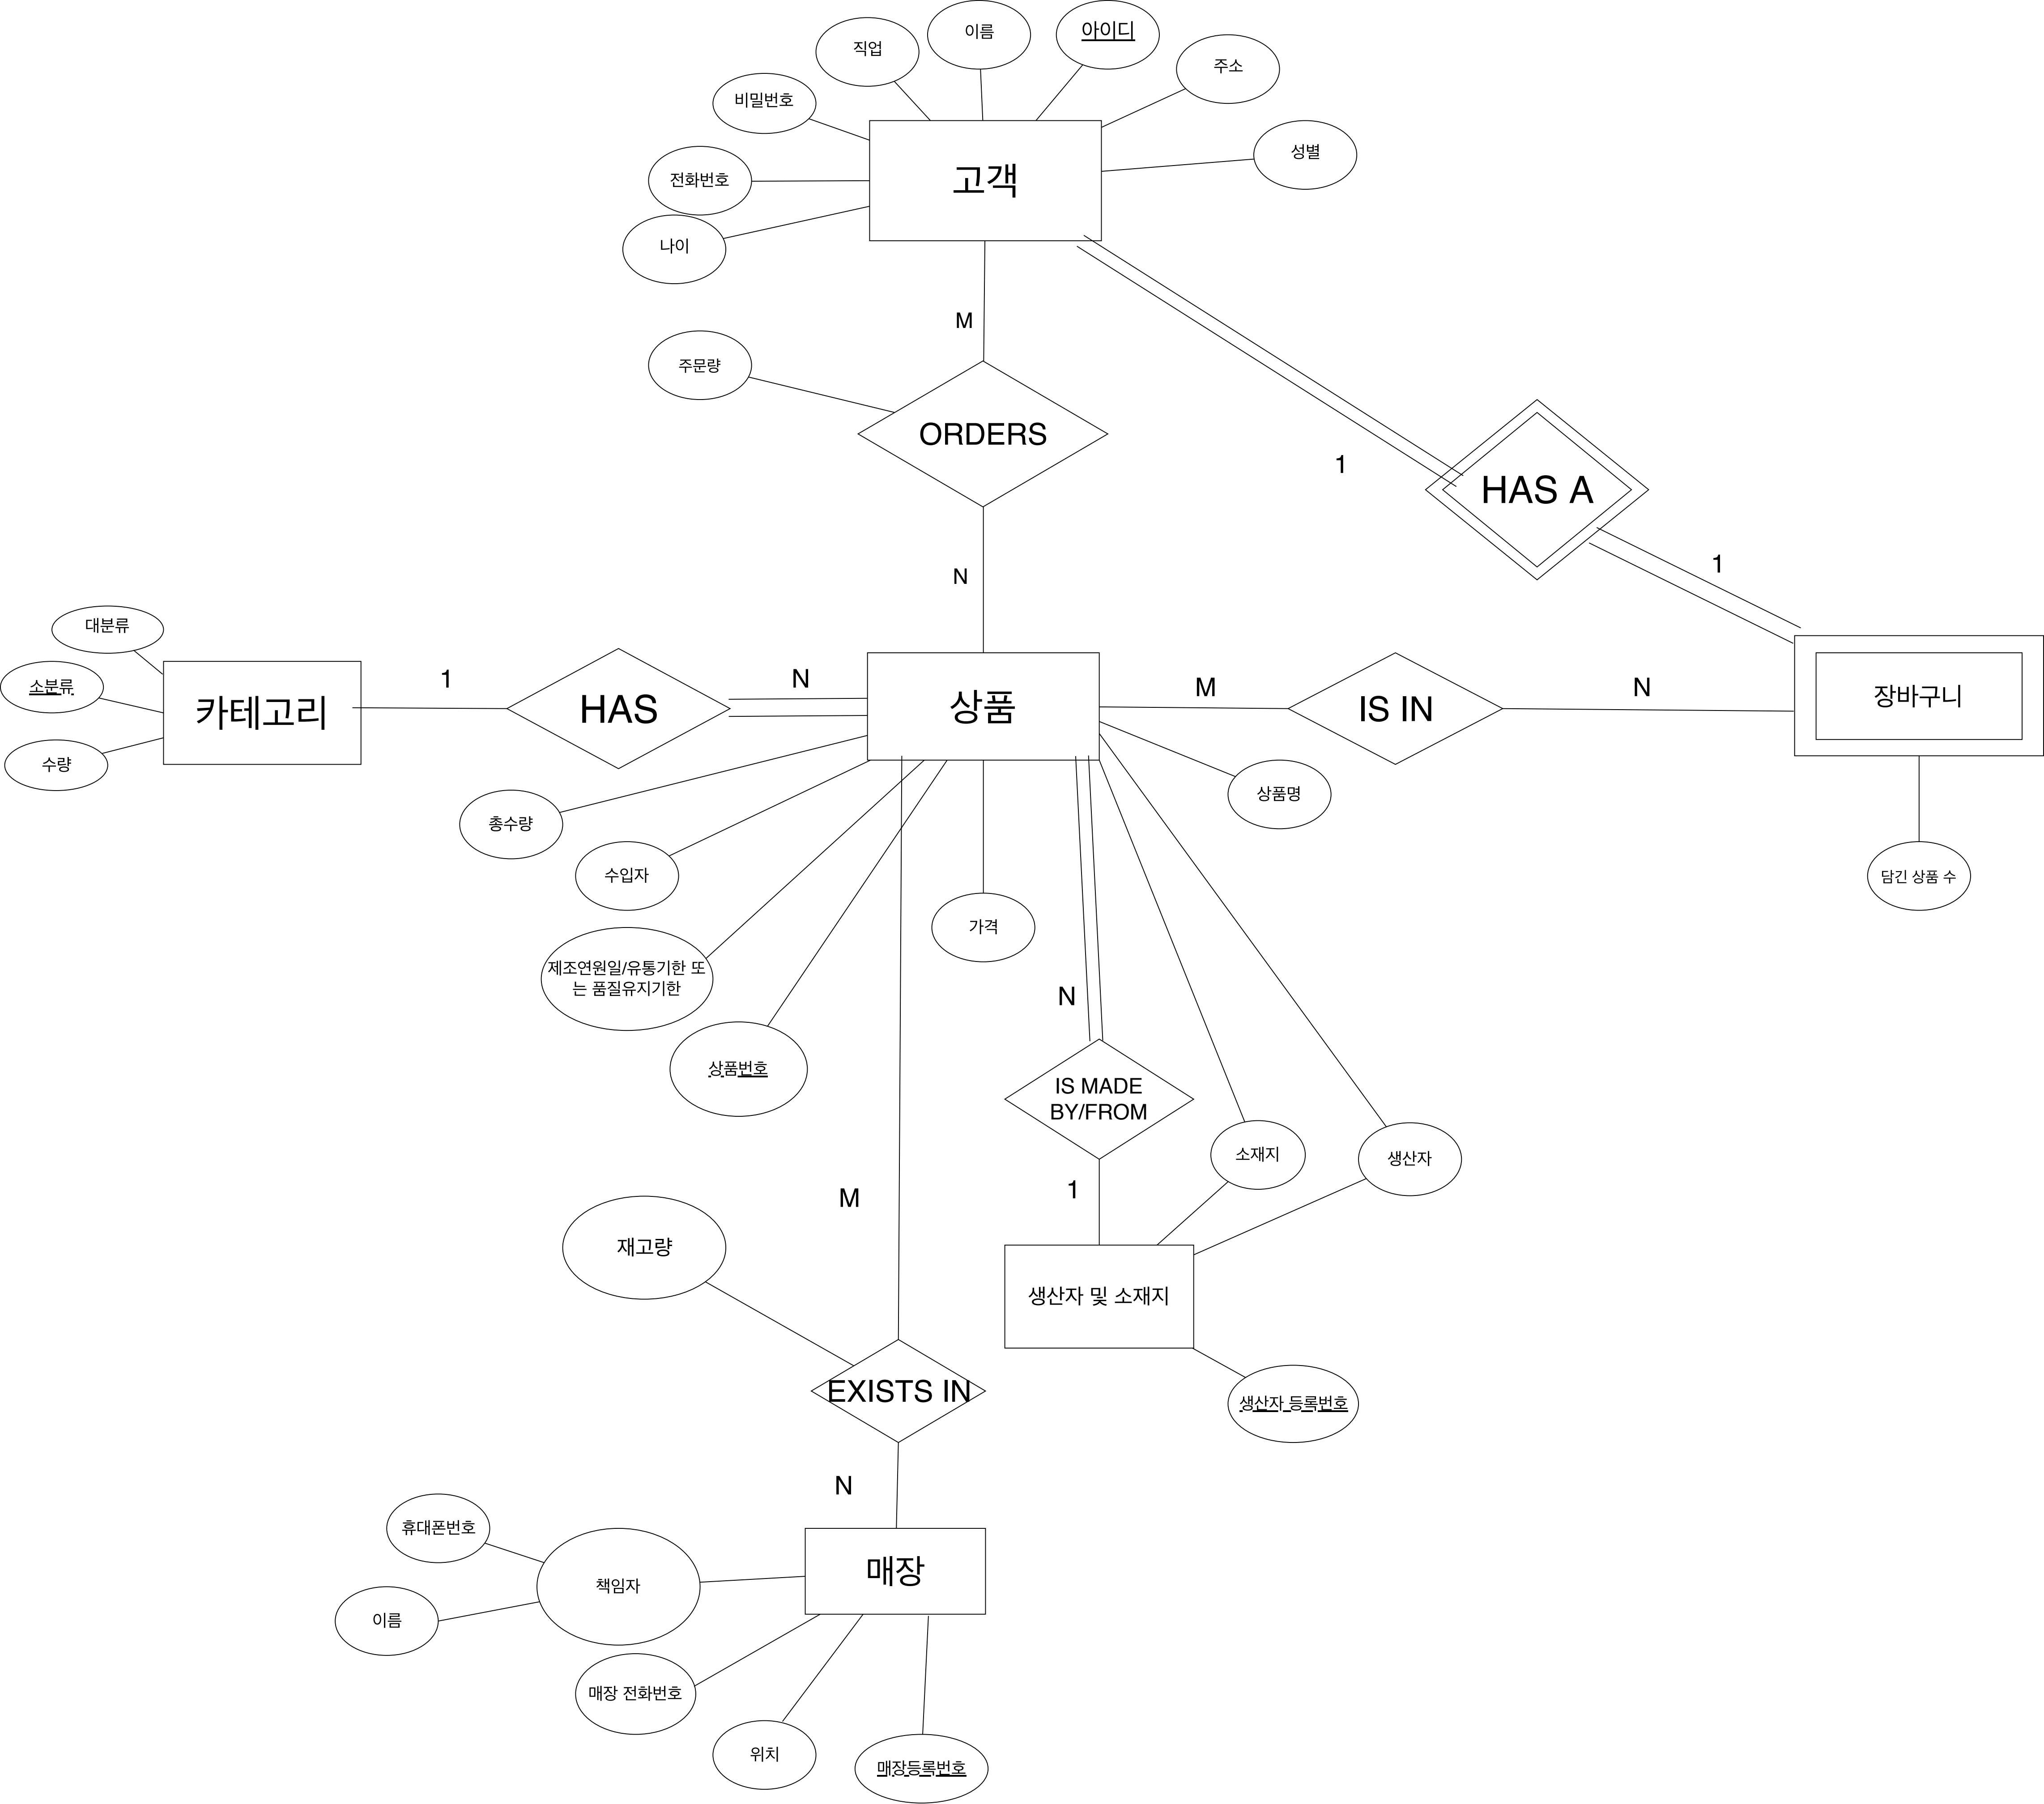 이름
아이디
직업
주소
비밀번호
성별
전화번호
고객
나이
M
주문량
ORDERS
1
HAS A
1
N
대분류
소분류
수량
카테고리
1
HAS
N
상품
M
IS IN
N
장바구니
상품명
총수량
수입자
가격
담긴 상품 수
제조연원일/유통기한 또
는 품질유지기한
N
상품번호
IS MADE
BY/FROM
소재지
생산자
1
M
재고량
생산자 및 소재지
EXISTS IN
생산자 등록번호
N
휴대폰번호
책임자
매장
이름
매장 전화번호
위치
매장등록번호